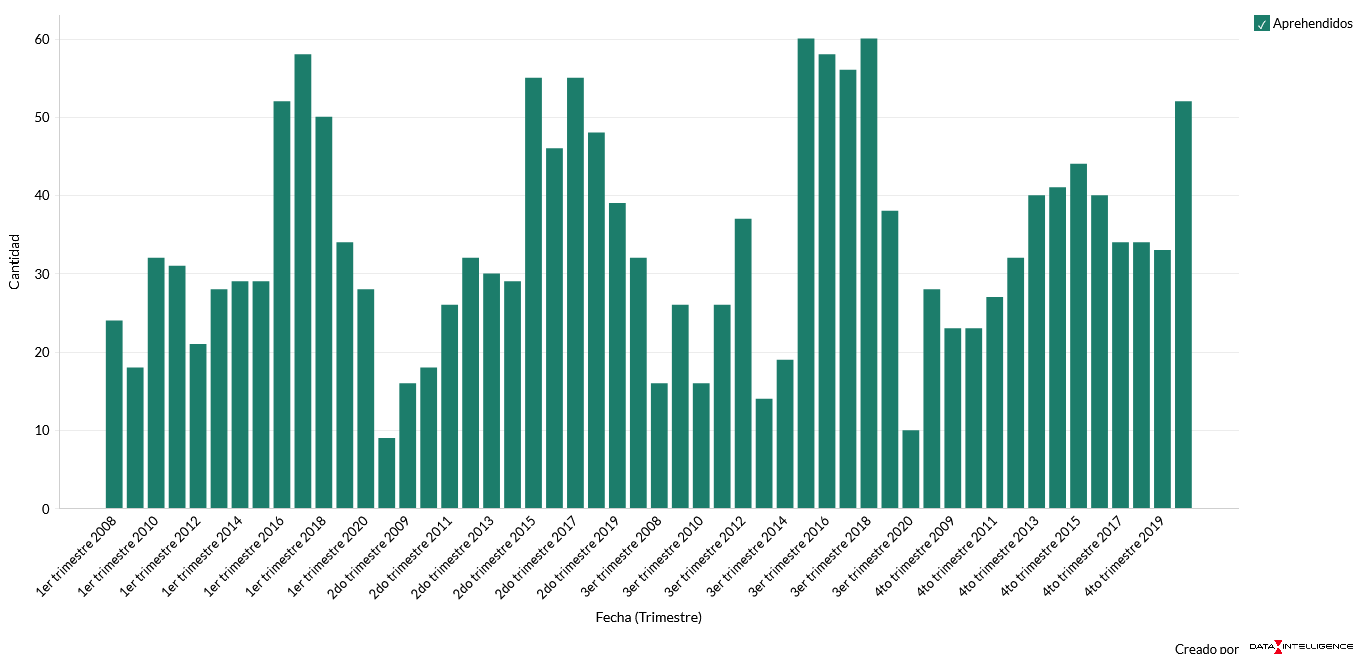 Aprehendidos
60
50
40
30
20
10
0
Cantidad
1er trimestre 2008
1er trimestre 2010
1er trimestre 2012
1er trimestre 2014
1er trimestre 2016
1er trimestre 2018
1er trimestre 2020
2do trimestre 2009
2do trimestre 2011
2do trimestre 2013
2do trimestre 2015
2do trimestre 2017
2do trimestre 2019
3er trimestre 2008
3er trimestre 2010
3er trimestre 2012
3er trimestre 2014
3er trimestre 2016
3er trimestre 2018
3er trimestre 2020
4to trimestre 2009
4to trimestre 2011
4to trimestre 2013
4to trimestre 2015
4to trimestre 2017
4to trimestre 2019
Fecha (Trimestre)
Creado por DATA INTELLIGENCE